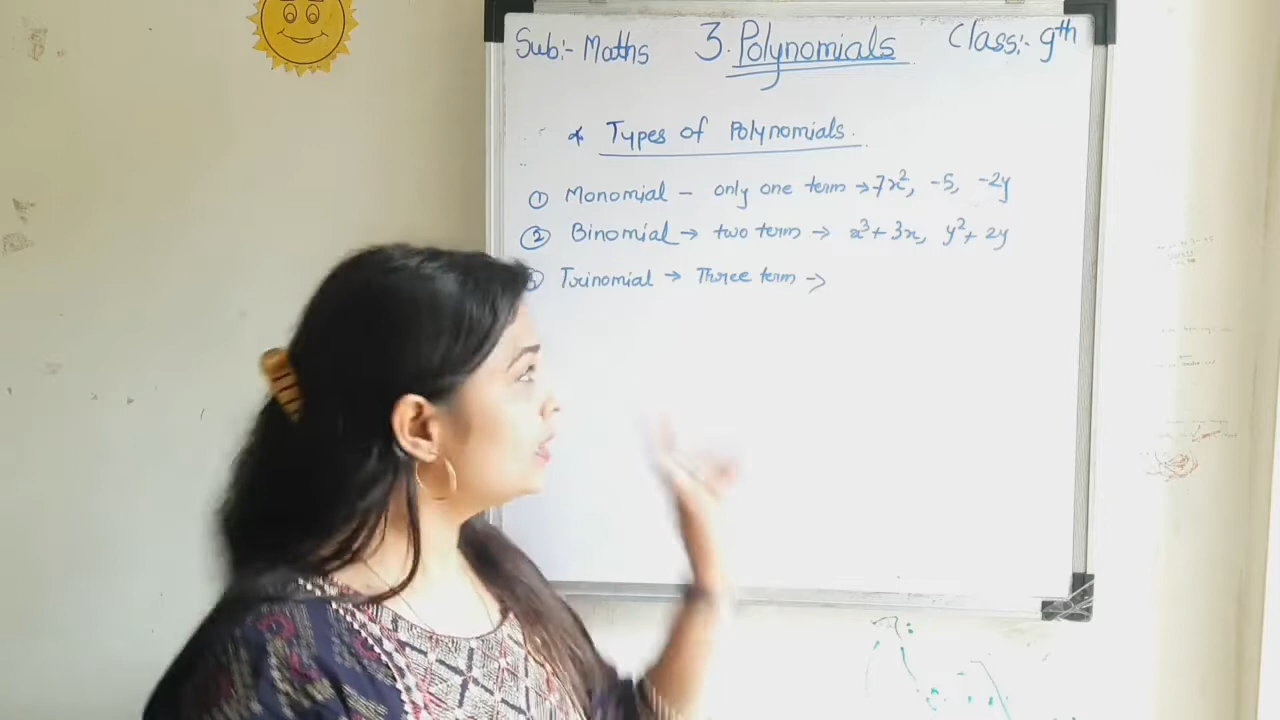 Sub:- Maths 3. Polynomials Class:- 9th
* Types of Polynomials.
① Monomial - only one term → 7x², -5, -2y
② Binomial → two term → x³+3x, y²+2y
Trinomial → Three term →